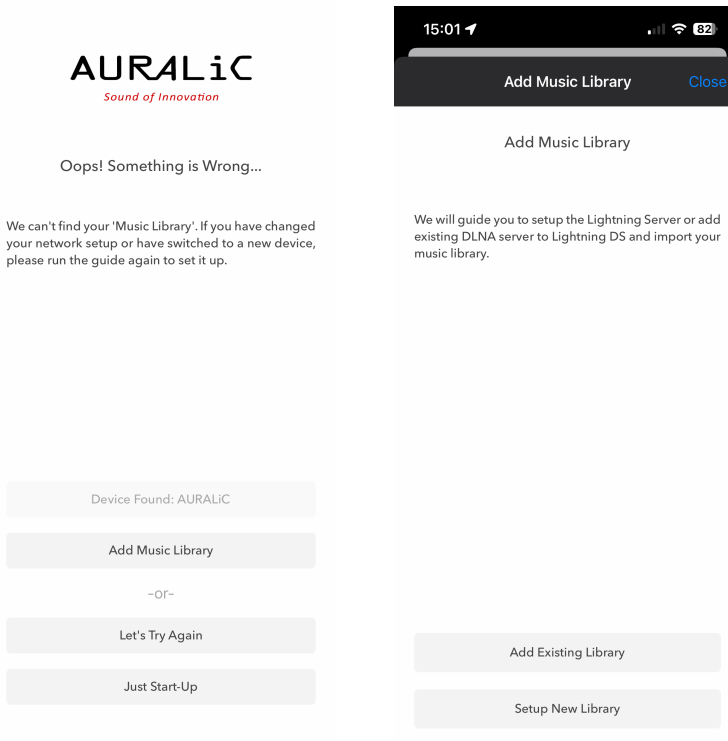 AURALiC
Sound of Innovation
Oops! Something is Wrong...
We can't find your 'Music Library'. If you have changed
your network setup or have switched to a new device,
please run the guide again to set it up.
Device Found: AURALiC
Add Music Library
-or-
Let's Try Again
Just Start-Up
15:01
82
Add Music Library
Close
Add Music Library
We will guide you to setup the Lightning Server or add
existing DLNA server to Lightning DS and import your
music library.
Add Existing Library
Setup New Library